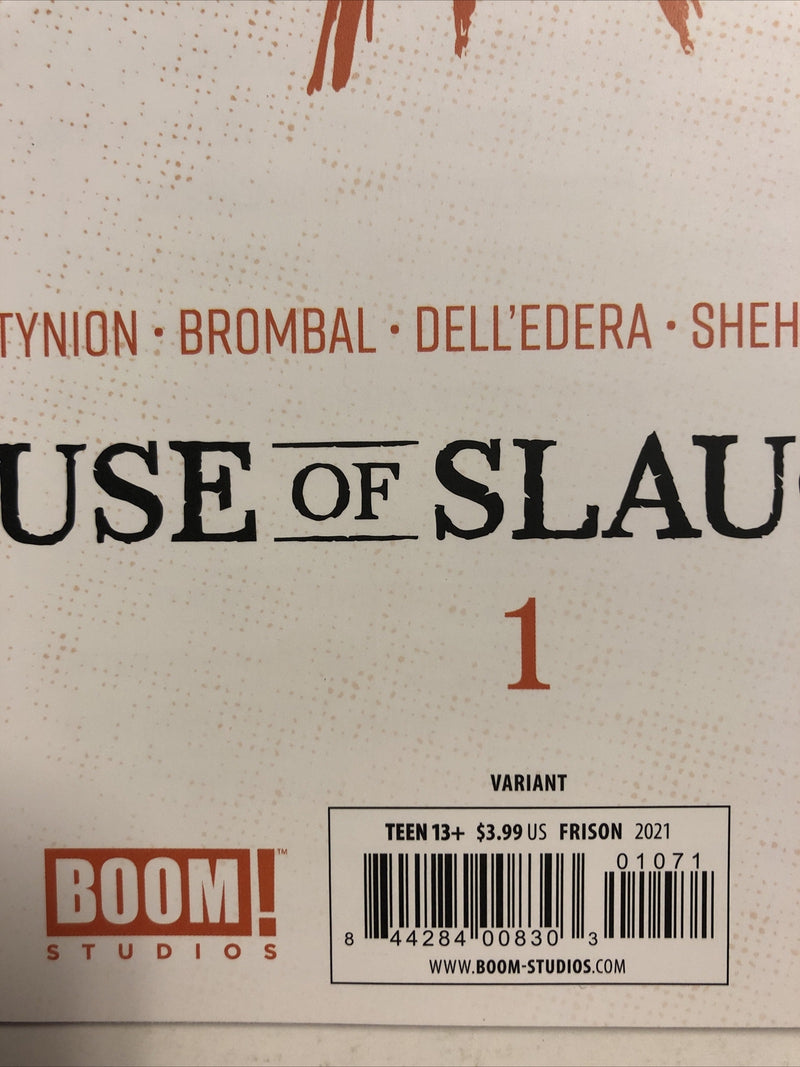 TYNION • BROMBAL • DELL'EDERA • SHEH
USE OF SLAU
1
VARIANT
TEEN 13+ $3.99 US FRISON 2021
01071
8 44284 00830 3
WWW.BOOM-STUDIOS.COM
BOOM!™
STUDIOS